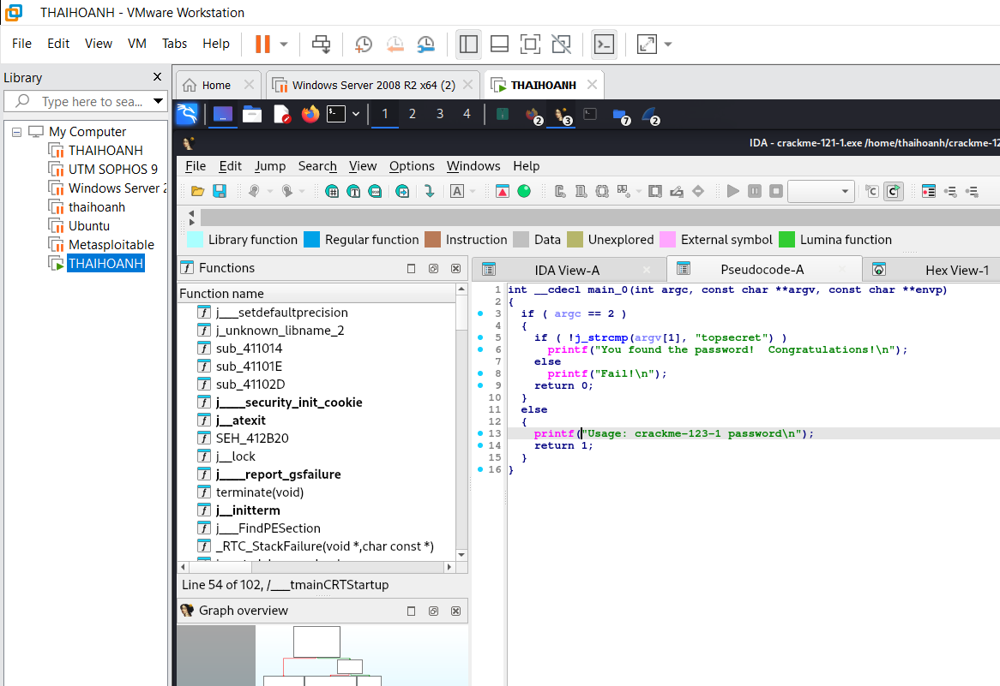 THAIHOANH - VMware Workstation
File Edit View VM Tabs Help
Library
Type here to sea...
My Computer
THAIHOANH
UTM SOPHOS 9
Windows Server 2
thaihoanh
Ubuntu
Metasploitable
THAIHOANH
Home Windows Server 2008 R2 x64 (2) THAIHOANH
1 2 3 4 2 3 7 2
IDA - crackme-121-1.exe /home/thaihoanh/crackme-12
File Edit Jump Search View Options Windows Help
Library function Regular function Instruction Data Unexplored External symbol Lumina function
Functions
Function name
j___setdefaultprecision
j_unknown_libname_2
sub_411014
sub_41101E
sub_41102D
j____security_init_cookie
j__atexit
SEH_412B20
j__lock
j____report_gsfailure
terminate(void)
j__initterm
j___FindPESection
_RTC_StackFailure(void *,char const *)
Line 54 of 102, /___tmainCRTStartup
Graph overview
IDA View-A Pseudocode-A Hex View-1
1 int __cdecl main_0(int argc, const char **argv, const char **envp)
2 {
3 if ( argc == 2 )
4 {
5 if ( !j_strcmp(argv[1], "topsecret") )
6 printf("You found the password!  Congratulations!\n");
7 else
8 printf("Fail!\n");
9 return 0;
10 }
11 else
12 {
13 printf("Usage: crackme-123-1 password\n");
14 return 1;
15 }
16 }